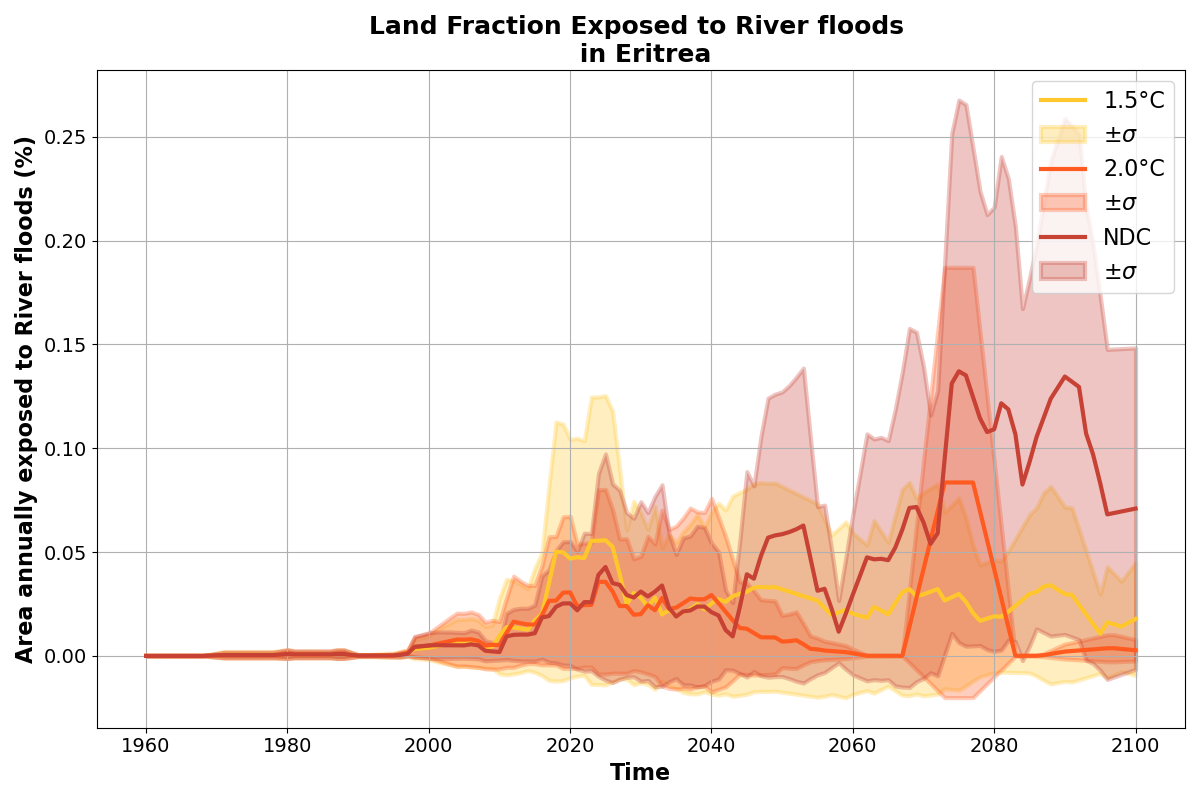 Land Fraction Exposed to River floods
in Eritrea
Area annually exposed to River floods (%)
0.25
0.20
0.15
0.10
0.05
0.00
1.5°C
±σ
2.0°C
±σ
NDC
±σ
1960 1980 2000 2020 2040 2060 2080 2100
Time